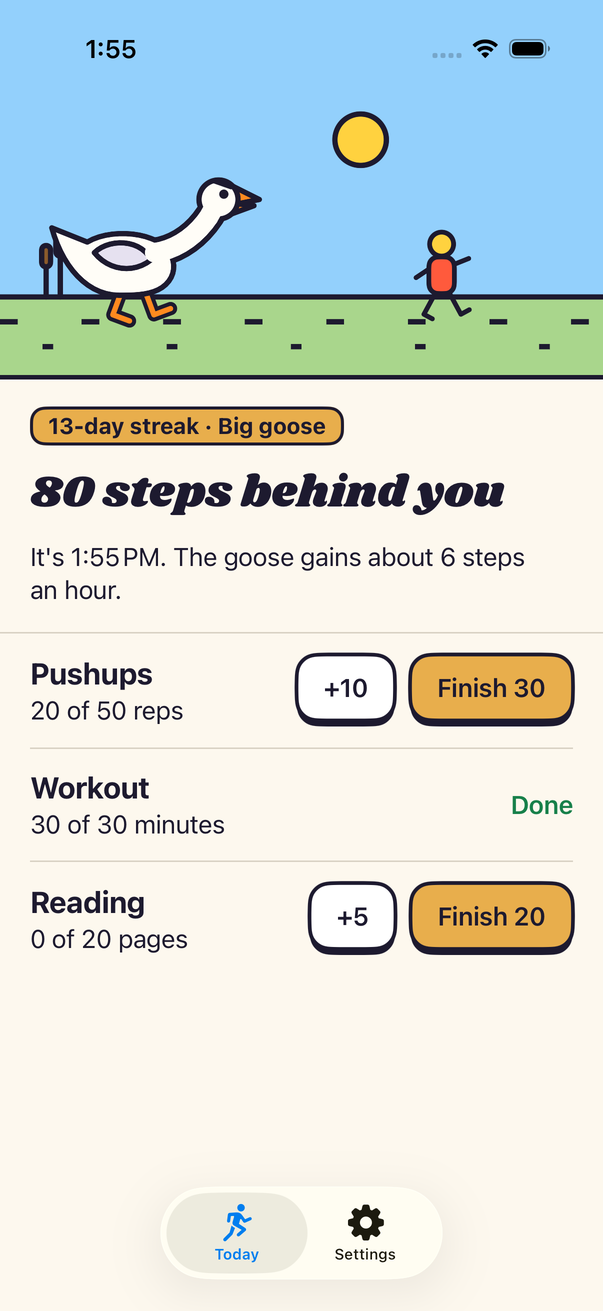 1:55
13-day streak · Big goose
80 steps behind you
It's 1:55 PM. The goose gains about 6 steps
an hour.
Pushups
20 of 50 reps
+10
Finish 30
Workout
30 of 30 minutes
Done
Reading
0 of 20 pages
+5
Finish 20
Today
Settings